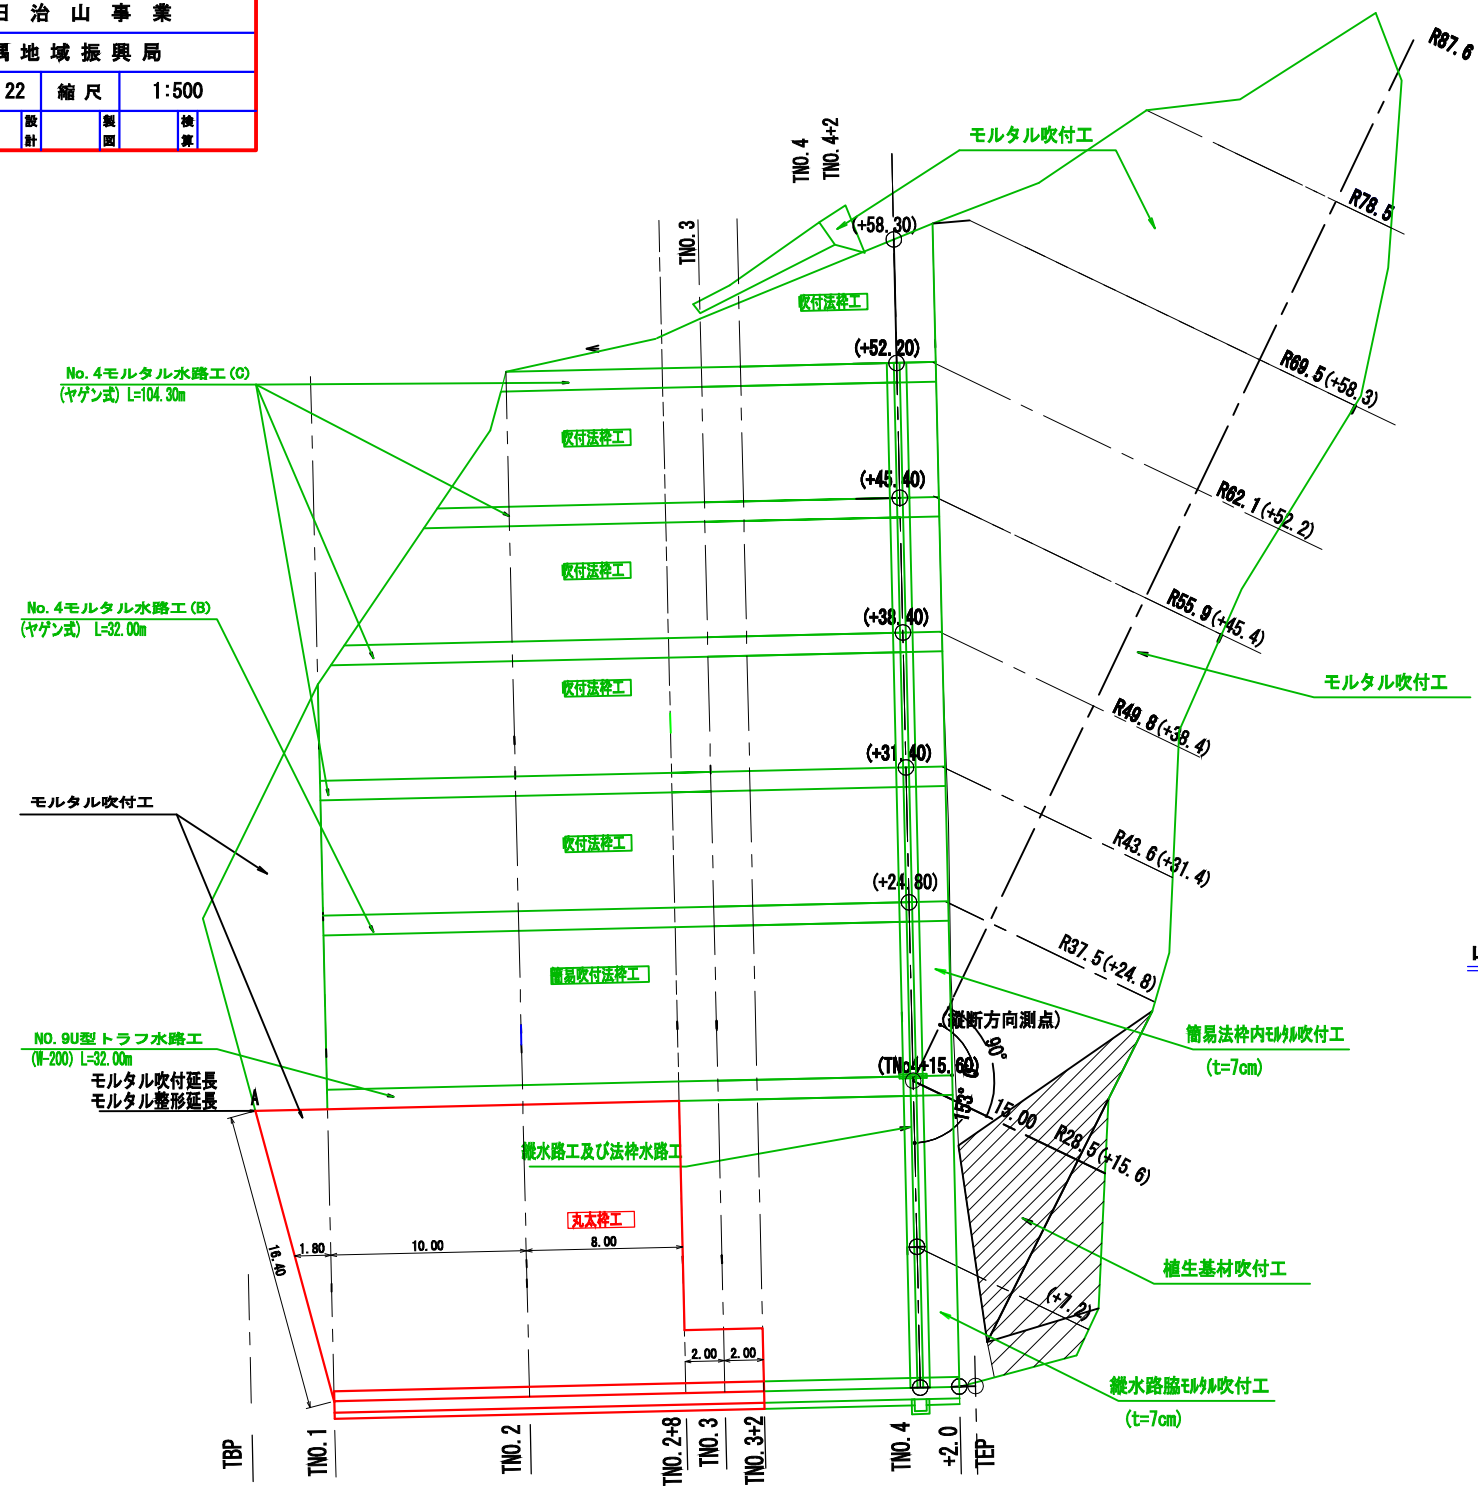 治山事業
地域振興局
22 縮尺 1:500
設計 製図 検算
R87.6
モルタル吹付工
TNO.4
TNO.4+2
TNO.3
R78.5
(+58.30)
吹付法枠工
(+52.20)
R69.5(+58.3)
No.4モルタル水路工(C)
(ヤゲン式) L=104.30m
吹付法枠工
(+45.40)
R62.1(+52.2)
吹付法枠工
No.4モルタル水路工(B)
(ヤゲン式) L=32.00m
(+38.40)
R55.9(+45.4)
吹付法枠工
モルタル吹付工
R49.8(+38.4)
(+31.40)
モルタル吹付工
吹付法枠工
R43.6(+31.4)
(+24.80)
R37.5(+24.8)
簡易吹付法枠工
(縦断方向測点)
90°
簡易法枠内モルタル吹付工
(t=7cm)
NO.9U型トラフ水路工
(W-200) L=32.00m
(TNo4+15.60)
モルタル吹付延長
モルタル整形延長
A
153°
15.00
R28.5(+15.6)
縦水路工及び法枠水路工
丸太枠工
16.40
1.80
10.00
8.00
植生基材吹付工
(+7.2)
2.00
2.00
縦水路脇モルタル吹付工
(t=7cm)
TBP
TNO.1
TNO.2
TNO.2+8
TNO.3
TNO.3+2
TNO.4
+2.0
TEP